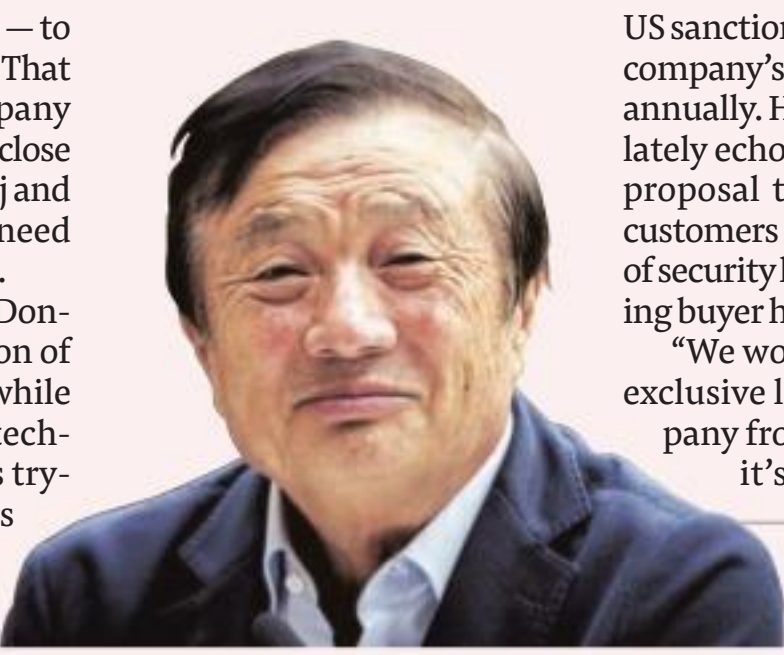 — to
That
pany
close
j and
need
.
Don-
on of
while
tech-
s try-
s
US sanction
company’s
annually. H
lately echo
proposal t
customers
of security
ing buyer h
“We wo
exclusive l
pany fro
it’s